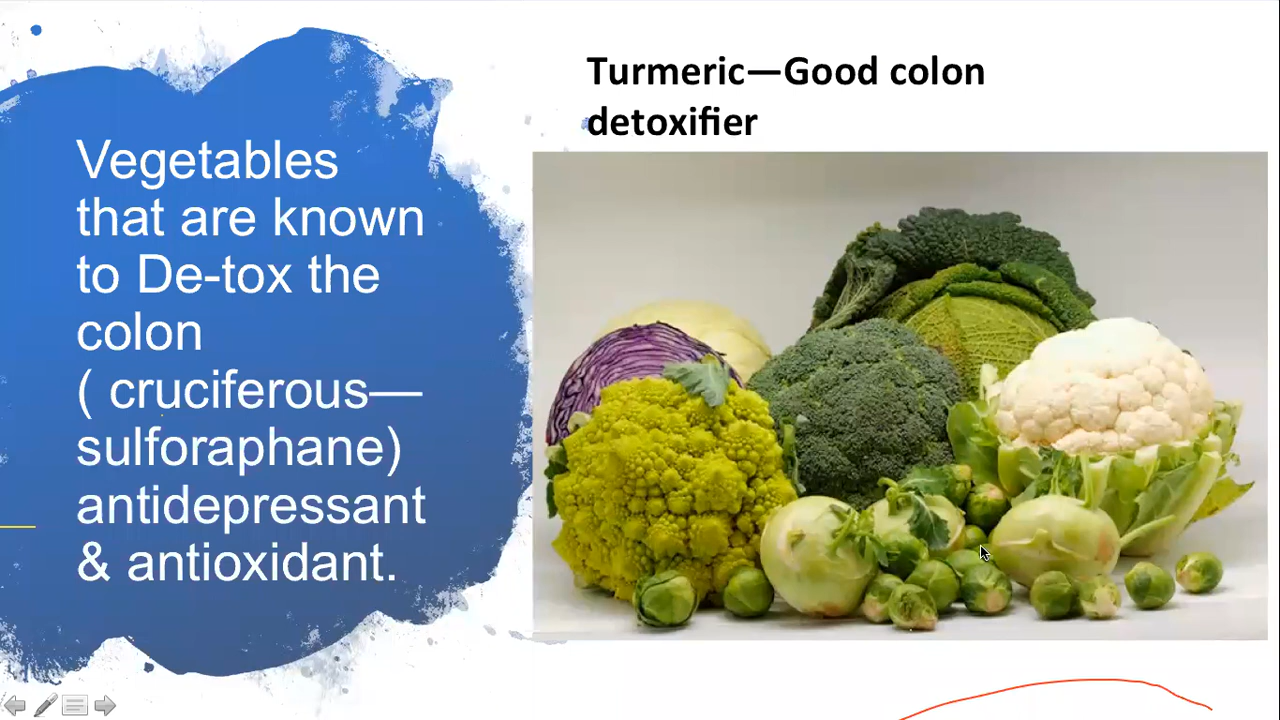 Vegetables
that are known
to De-tox the
colon
( cruciferous—
sulforaphane)
antidepressant
& antioxidant.
Turmeric—Good colon
detoxifier